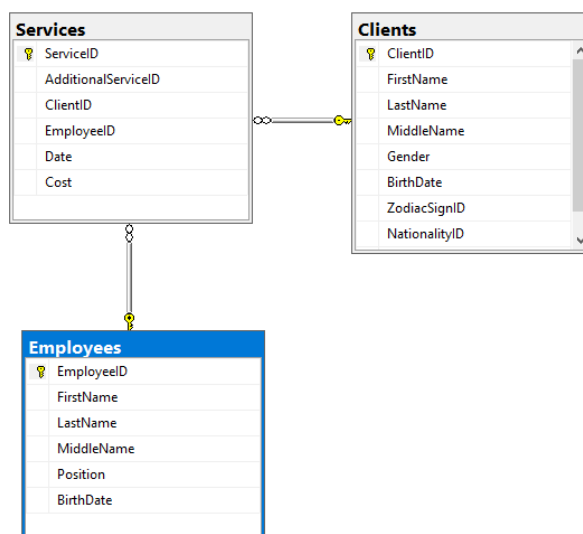 Services
ServiceID
AdditionalServiceID
ClientID
EmployeeID
Date
Cost
Clients
ClientID
FirstName
LastName
MiddleName
Gender
BirthDate
ZodiacSignID
NationalityID
Employees
EmployeeID
FirstName
LastName
MiddleName
Position
BirthDate